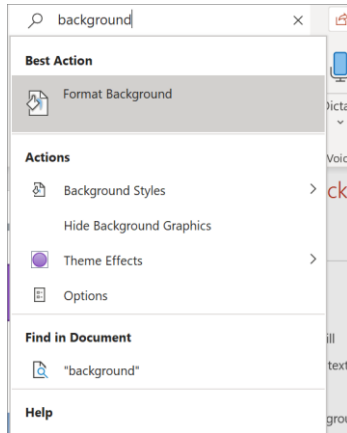 background
Best Action
Format Background
Actions
Background Styles
Hide Background Graphics
Theme Effects
Options
Find in Document
"background"
Help